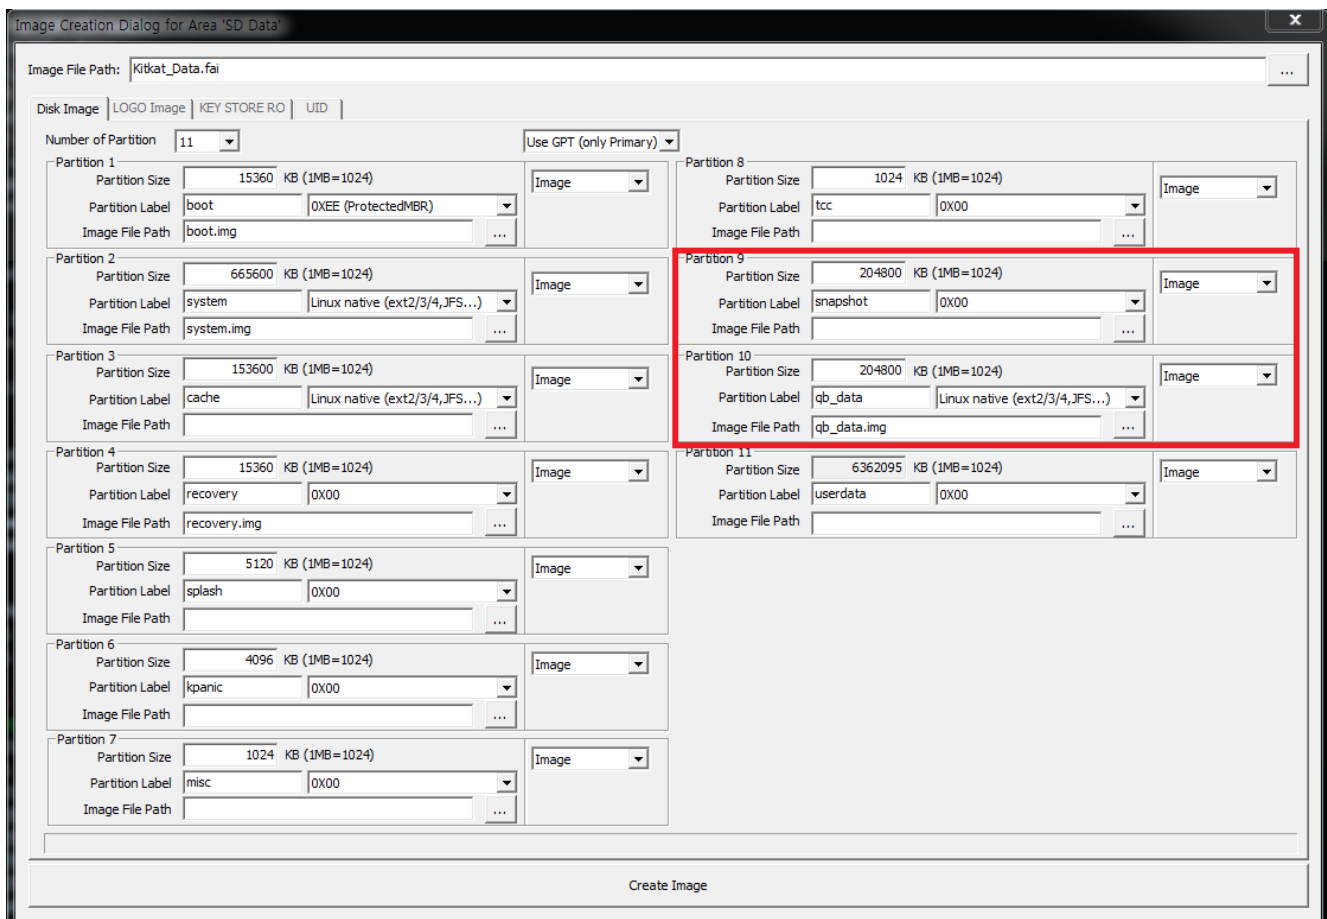 Image Creation Dialog for Area 'SD Data'
x
Image File Path: Kitkat_Data.fai ...
Disk Image LOGO Image KEY STORE RO UID
Number of Partition 11 Use GPT (only Primary)
Partition 1
Partition Size 15360 KB (1MB=1024) Image
Partition Label boot 0XEE (ProtectedMBR)
Image File Path boot.img ...
Partition 2
Partition Size 665600 KB (1MB=1024) Image
Partition Label system Linux native (ext2/3/4,JFS...)
Image File Path system.img ...
Partition 3
Partition Size 153600 KB (1MB=1024) Image
Partition Label cache Linux native (ext2/3/4,JFS...)
Image File Path ...
Partition 4
Partition Size 15360 KB (1MB=1024) Image
Partition Label recovery 0X00
Image File Path recovery.img ...
Partition 5
Partition Size 5120 KB (1MB=1024) Image
Partition Label splash 0X00
Image File Path ...
Partition 6
Partition Size 4096 KB (1MB=1024) Image
Partition Label kpanic 0X00
Image File Path ...
Partition 7
Partition Size 1024 KB (1MB=1024) Image
Partition Label misc 0X00
Image File Path ...
Partition 8
Partition Size 1024 KB (1MB=1024) Image
Partition Label tcc 0X00
Image File Path ...
Partition 9
Partition Size 204800 KB (1MB=1024) Image
Partition Label snapshot 0X00
Image File Path ...
Partition 10
Partition Size 204800 KB (1MB=1024) Image
Partition Label qb_data Linux native (ext2/3/4,JFS...)
Image File Path qb_data.img ...
Partition 11
Partition Size 6362095 KB (1MB=1024) Image
Partition Label userdata 0X00
Image File Path ...
Create Image